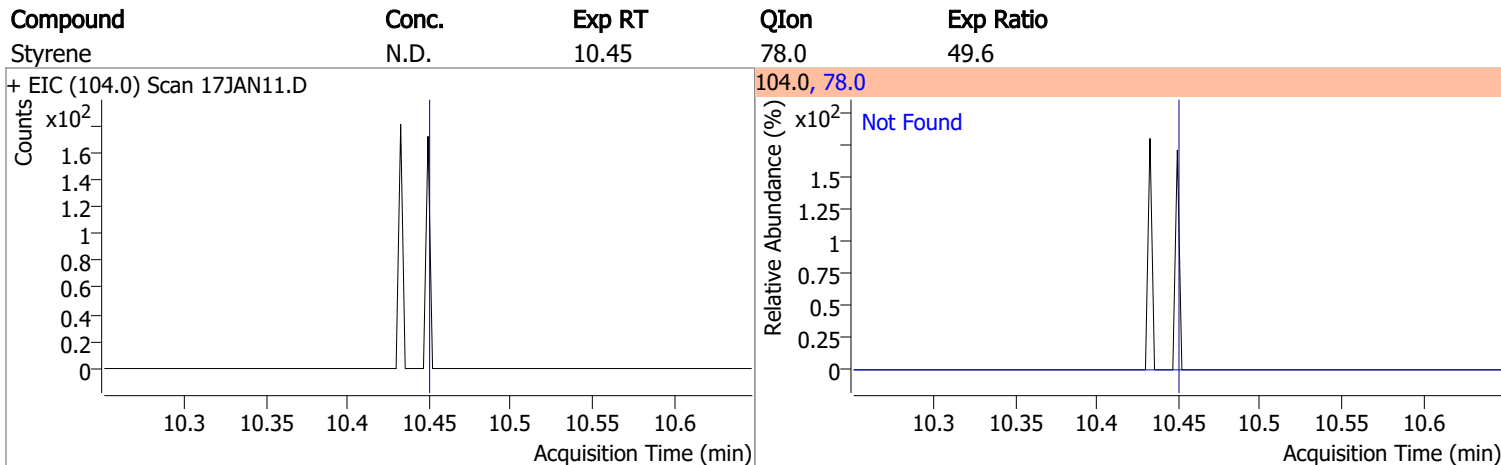 Compound Conc. Exp RT QIon Exp Ratio
Styrene N.D. 10.45 78.0 49.6
+ EIC (104.0) Scan 17JAN11.D
Counts
x10²
1.6
1.4
1.2
1
0.8
0.6
0.4
0.2
0
10.3 10.35 10.4 10.45 10.5 10.55 10.6
Acquisition Time (min)
104.0, 78.0
Relative Abundance (%)
x10²
Not Found
1.5
1.25
1
0.75
0.5
0.25
0
10.3 10.35 10.4 10.45 10.5 10.55 10.6
Acquisition Time (min)